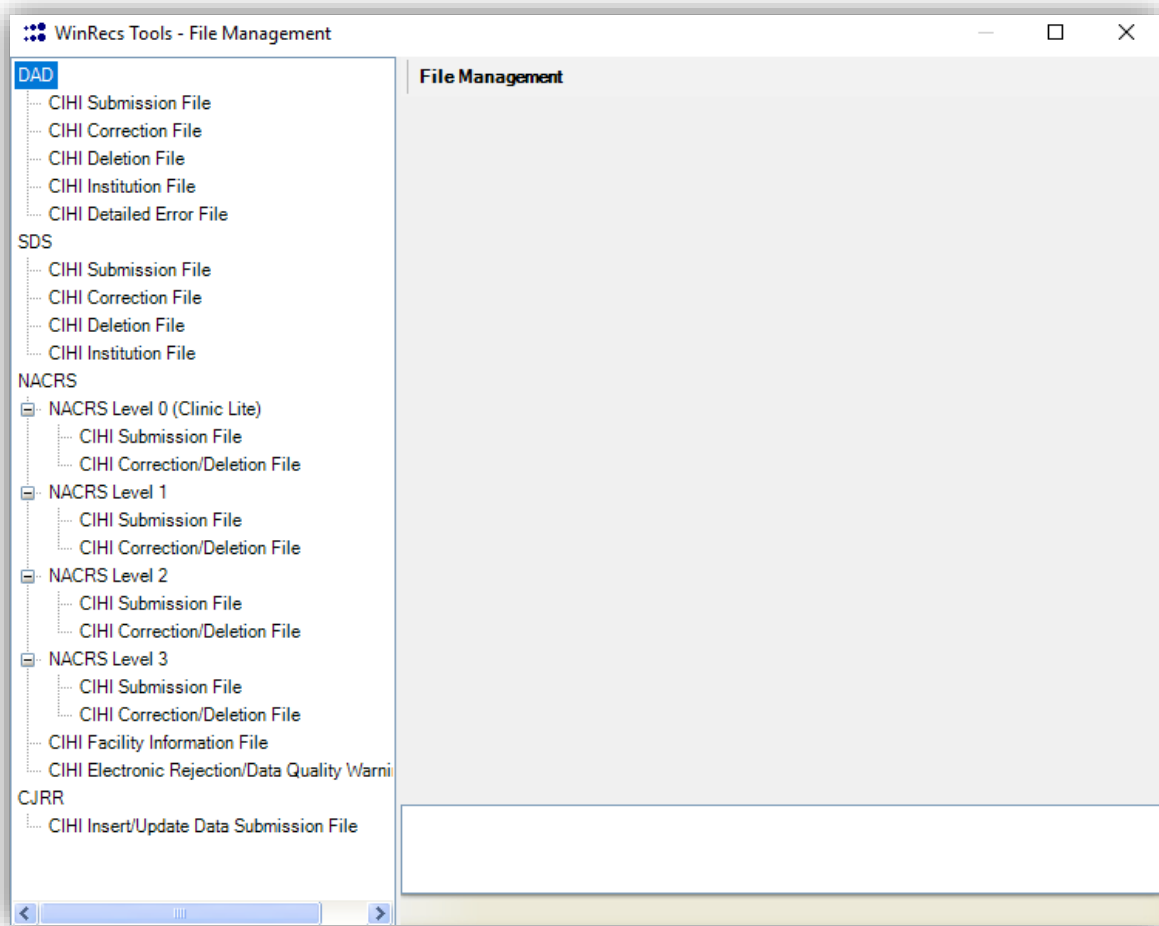 WinRecs Tools - File Management
DAD
CIHI Submission File
CIHI Correction File
CIHI Deletion File
CIHI Institution File
CIHI Detailed Error File
SDS
CIHI Submission File
CIHI Correction File
CIHI Deletion File
CIHI Institution File
NACRS
NACRS Level 0 (Clinic Lite)
CIHI Submission File
CIHI Correction/Deletion File
NACRS Level 1
CIHI Submission File
CIHI Correction/Deletion File
NACRS Level 2
CIHI Submission File
CIHI Correction/Deletion File
NACRS Level 3
CIHI Submission File
CIHI Correction/Deletion File
CIHI Facility Information File
CIHI Electronic Rejection/Data Quality Warni
CJRR
CIHI Insert/Update Data Submission File
File Management